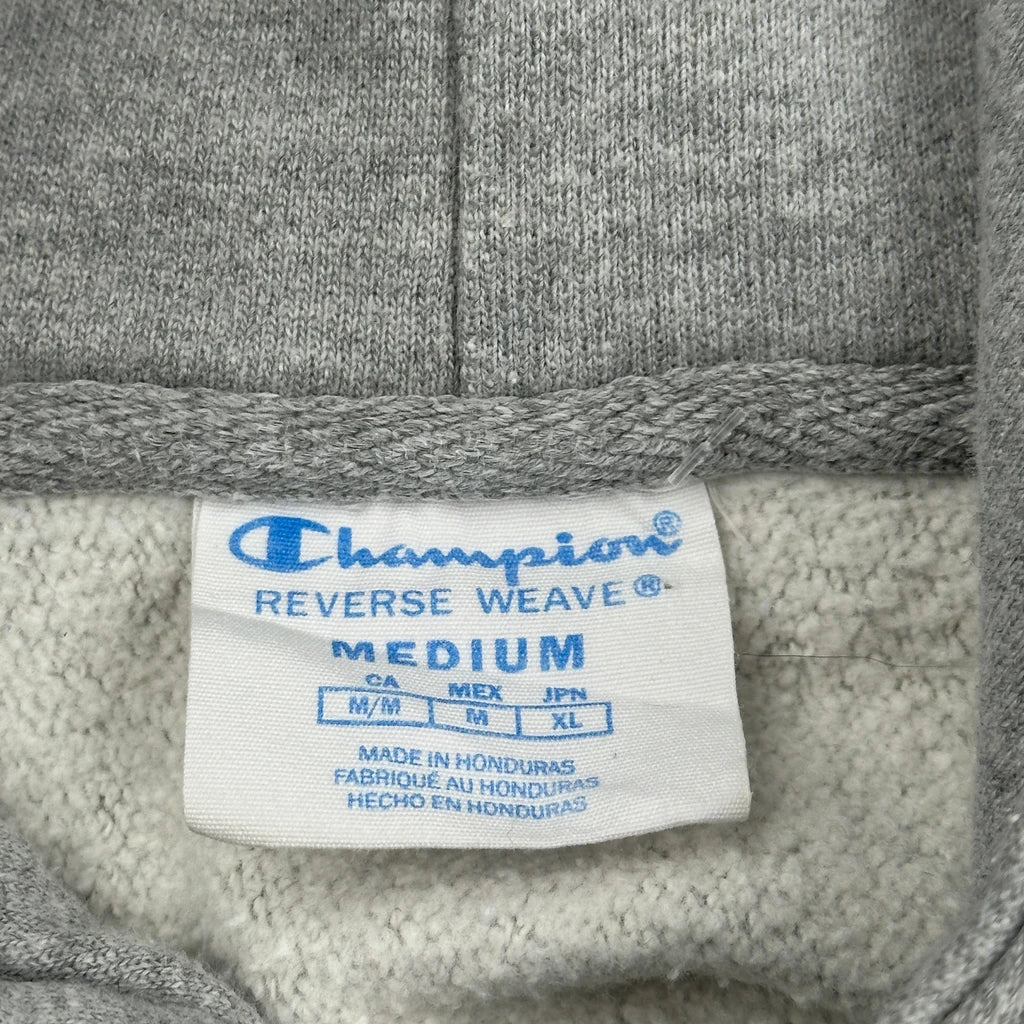 Champion®
REVERSE WEAVE®
MEDIUM
CA MEX JPN
M/M M XL
MADE IN HONDURAS
FABRIQUÉ AU HONDURAS
HECHO EN HONDURAS